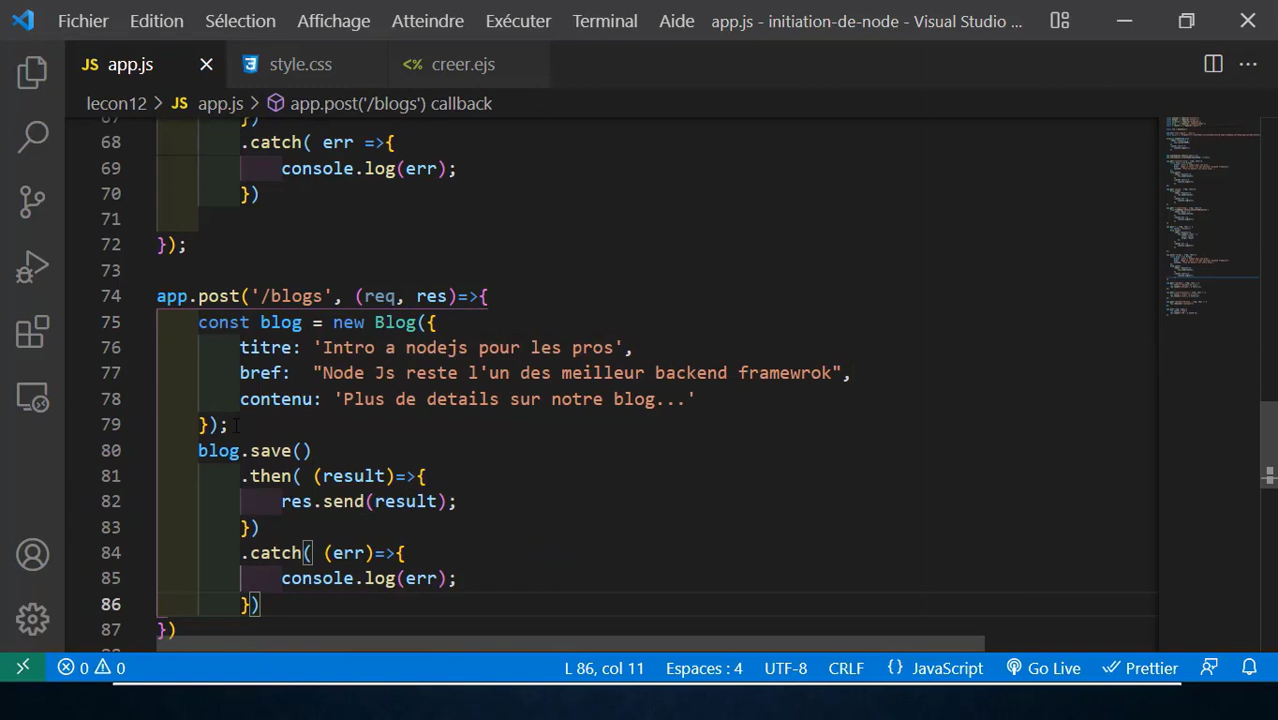 Fichier Edition Sélection Affichage Atteindre Exécuter Terminal Aide app.js - initiation-de-node - Visual Studio ...
JS app.js style.css <%> creer.ejs
lecon12 > JS app.js > app.post('/blogs') callback
67 })
68 .catch( err =>{
69 console.log(err);
70 })
71
72 });
73
74 app.post('/blogs', (req, res)=>{
75 const blog = new Blog({
76 titre: 'Intro a nodejs pour les pros',
77 bref: "Node Js reste l'un des meilleur backend framewrok",
78 contenu: 'Plus de details sur notre blog...'
79 });
80 blog.save()
81 .then( (result)=>{
82 res.send(result);
83 })
84 .catch( (err)=>{
85 console.log(err);
86 })
87 })
0 0 L 86, col 11 Espaces : 4 UTF-8 CRLF {} JavaScript Go Live Prettier